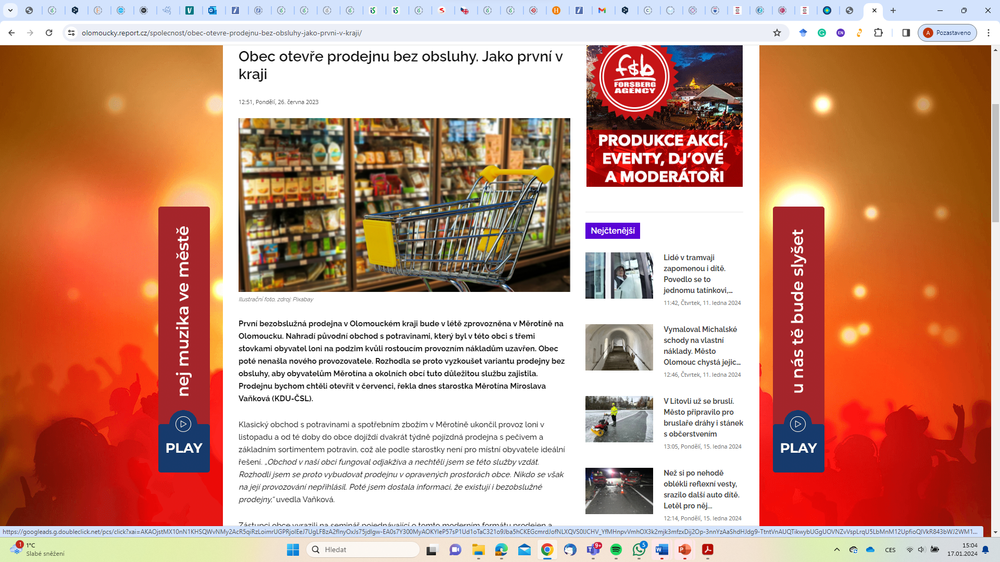 Pozastaveno
olomoucky.report.cz/spolecnost/obec-otevre-prodejnu-bez-obsluhy-jako-prvni-v-kraji/
Obec otevře prodejnu bez obsluhy. Jako první v
kraji
12:51, Pondělí, 26. června 2023
Ilustrační foto, zdroj: Pixabay
První bezobslužná prodejna v Olomouckém kraji bude v létě zprovozněna v Měrotíně na
Olomoucku. Nahradí původní obchod s potravinami, který byl v této obci s třemi
stovkami obyvatel loni na podzim kvůli rostoucím provozním nákladům uzavřen. Obec
poté nenašla nového provozovatele. Rozhodla se proto vyzkoušet variantu prodejny bez
obsluhy, aby obyvatelům Měrotína a okolních obcí tuto důležitou službu zajistila.
Prodejnu bychom chtěli otevřít v červenci, řekla dnes starostka Měrotína Miroslava
Vaňková (KDU-ČSL).
Klasický obchod s potravinami a spotřebním zbožím v Měrotíně ukončil provoz loni v
listopadu a od té doby do obce dojíždí dvakrát týdně pojízdná prodejna s pečivem a
základním sortimentem potravin, což ale podle starostky není pro místní obyvatele ideální
řešení. „Obchod v naší obci fungoval odjakživa a nechtěli jsem se této služby vzdát.
Rozhodli jsem se proto vybudovat prodejnu v opravených prostorách obce. Nikdo se však
na její provozování nepřihlásil. Poté jsem dostala informaci, že existují i bezobslužné
prodejny,“ uvedla Vaňková.
Zástupci obce vyrazili na seminář pojednávající o tomto moderním formátu prodejen a
f$b
FOR$BERG
AGENCY
PRODUKCE AKCÍ,
EVENTY, DJ'OVÉ
A MODERÁTOŘI
Nejčtenější
Lidé v tramvaji
zapomenou i dítě.
Povedlo se to
jednomu tatínkovi,...
11:42, Čtvrtek, 11. ledna 2024
Vymaloval Michalské
schody na vlastní
náklady. Město
Olomouc chystá jejic...
12:46, Čtvrtek, 11. ledna 2024
V Litovli už se bruslí.
Město připravilo pro
bruslaře dráhy i stánek
s občerstvením
13:05, Pondělí, 15. ledna 2024
Než si po nehodě
oblékli reflexní vesty,
srazilo další auto dítě.
Letěl pro něj...
12:14, Pondělí, 15. ledna 2024
nej muzika ve městě
PLAY
u nás tě bude slyšet
PLAY
1°C
Slabé sněžení
Hledat
CES
15:04
17.01.2024